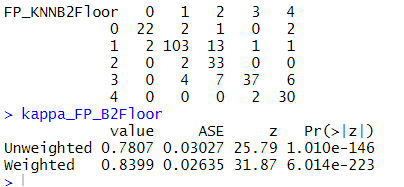 FP_KNNB2Floor 0 1 2 3 4
0 22 2 1 0 2
1 2 103 13 1 1
2 0 2 33 0 0
3 0 4 7 37 6
4 0 0 0 2 30
> kappa_FP_B2Floor
value ASE z Pr(>|z|)
Unweighted 0.7807 0.03027 25.79 1.010e-146
Weighted 0.8399 0.02635 31.87 6.014e-223
>